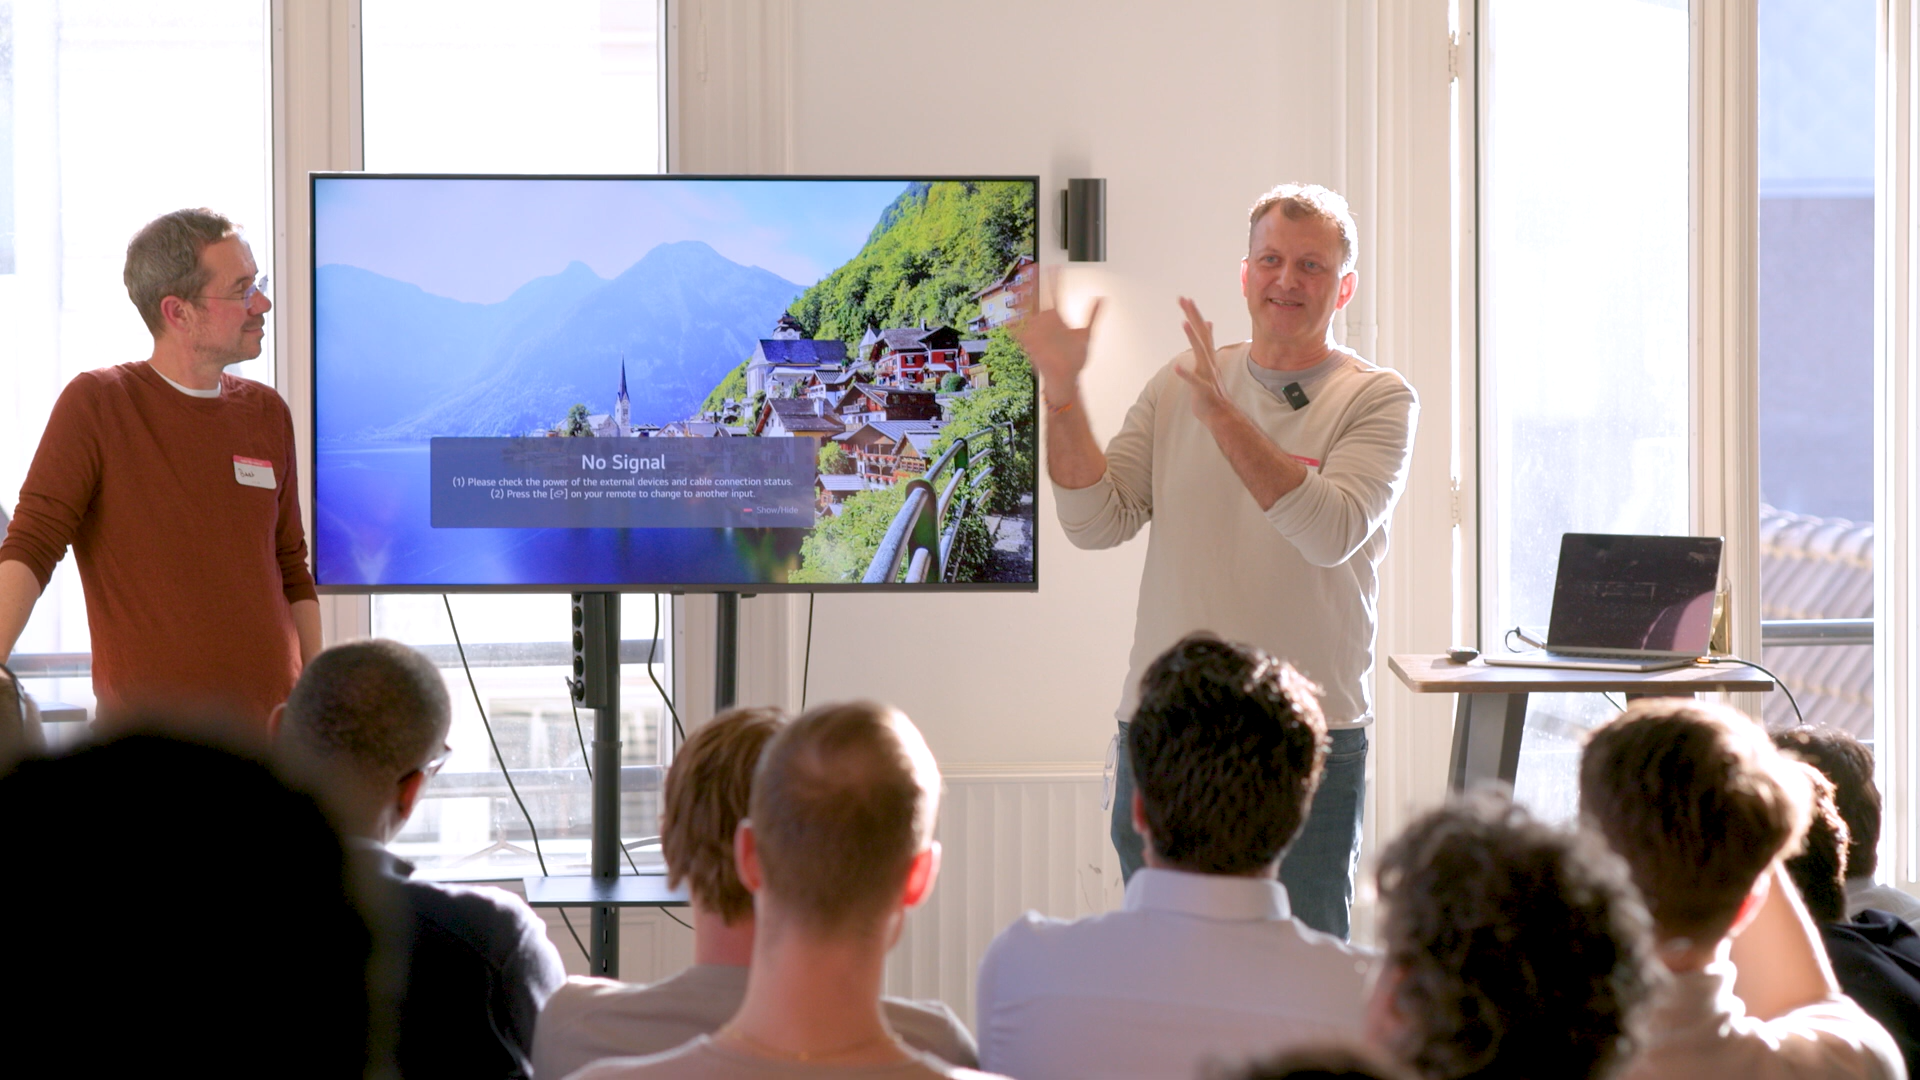 No Signal
(1) Please check the power of the external devices and cable connection status.
(2) Press the [⎘] on your remote to change to another input.
Show/Hide